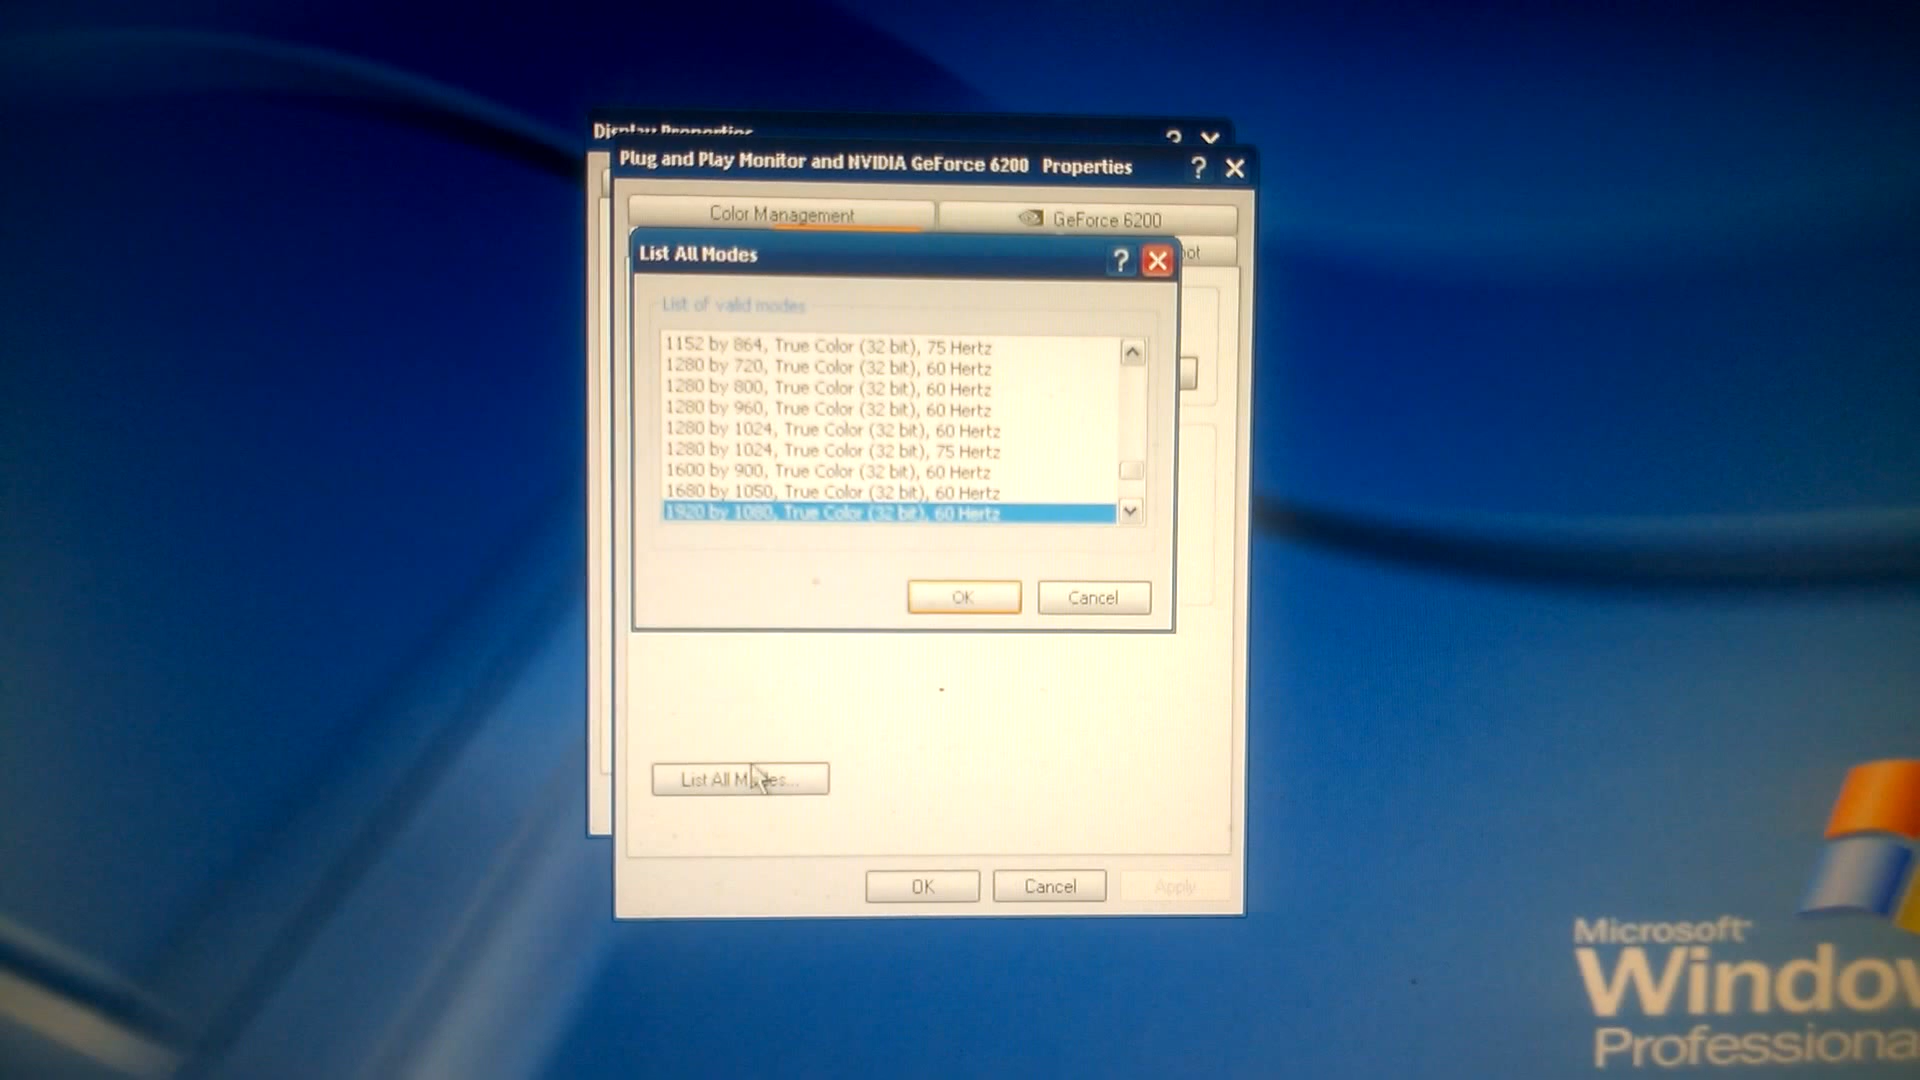 Display Properties
Plug and Play Monitor and NVIDIA GeForce 6200 Properties
Color Management
GeForce 6200
List All Modes
List of valid modes
1152 by 864, True Color (32 bit), 75 Hertz
1280 by 720, True Color (32 bit), 60 Hertz
1280 by 800, True Color (32 bit), 60 Hertz
1280 by 960, True Color (32 bit), 60 Hertz
1280 by 1024, True Color (32 bit), 60 Hertz
1280 by 1024, True Color (32 bit), 75 Hertz
1600 by 900, True Color (32 bit), 60 Hertz
1680 by 1050, True Color (32 bit), 60 Hertz
1920 by 1080, True Color (32 bit), 60 Hertz
OK
Cancel
List All Modes...
OK
Cancel
Apply
Microsoft
Window
Professiona